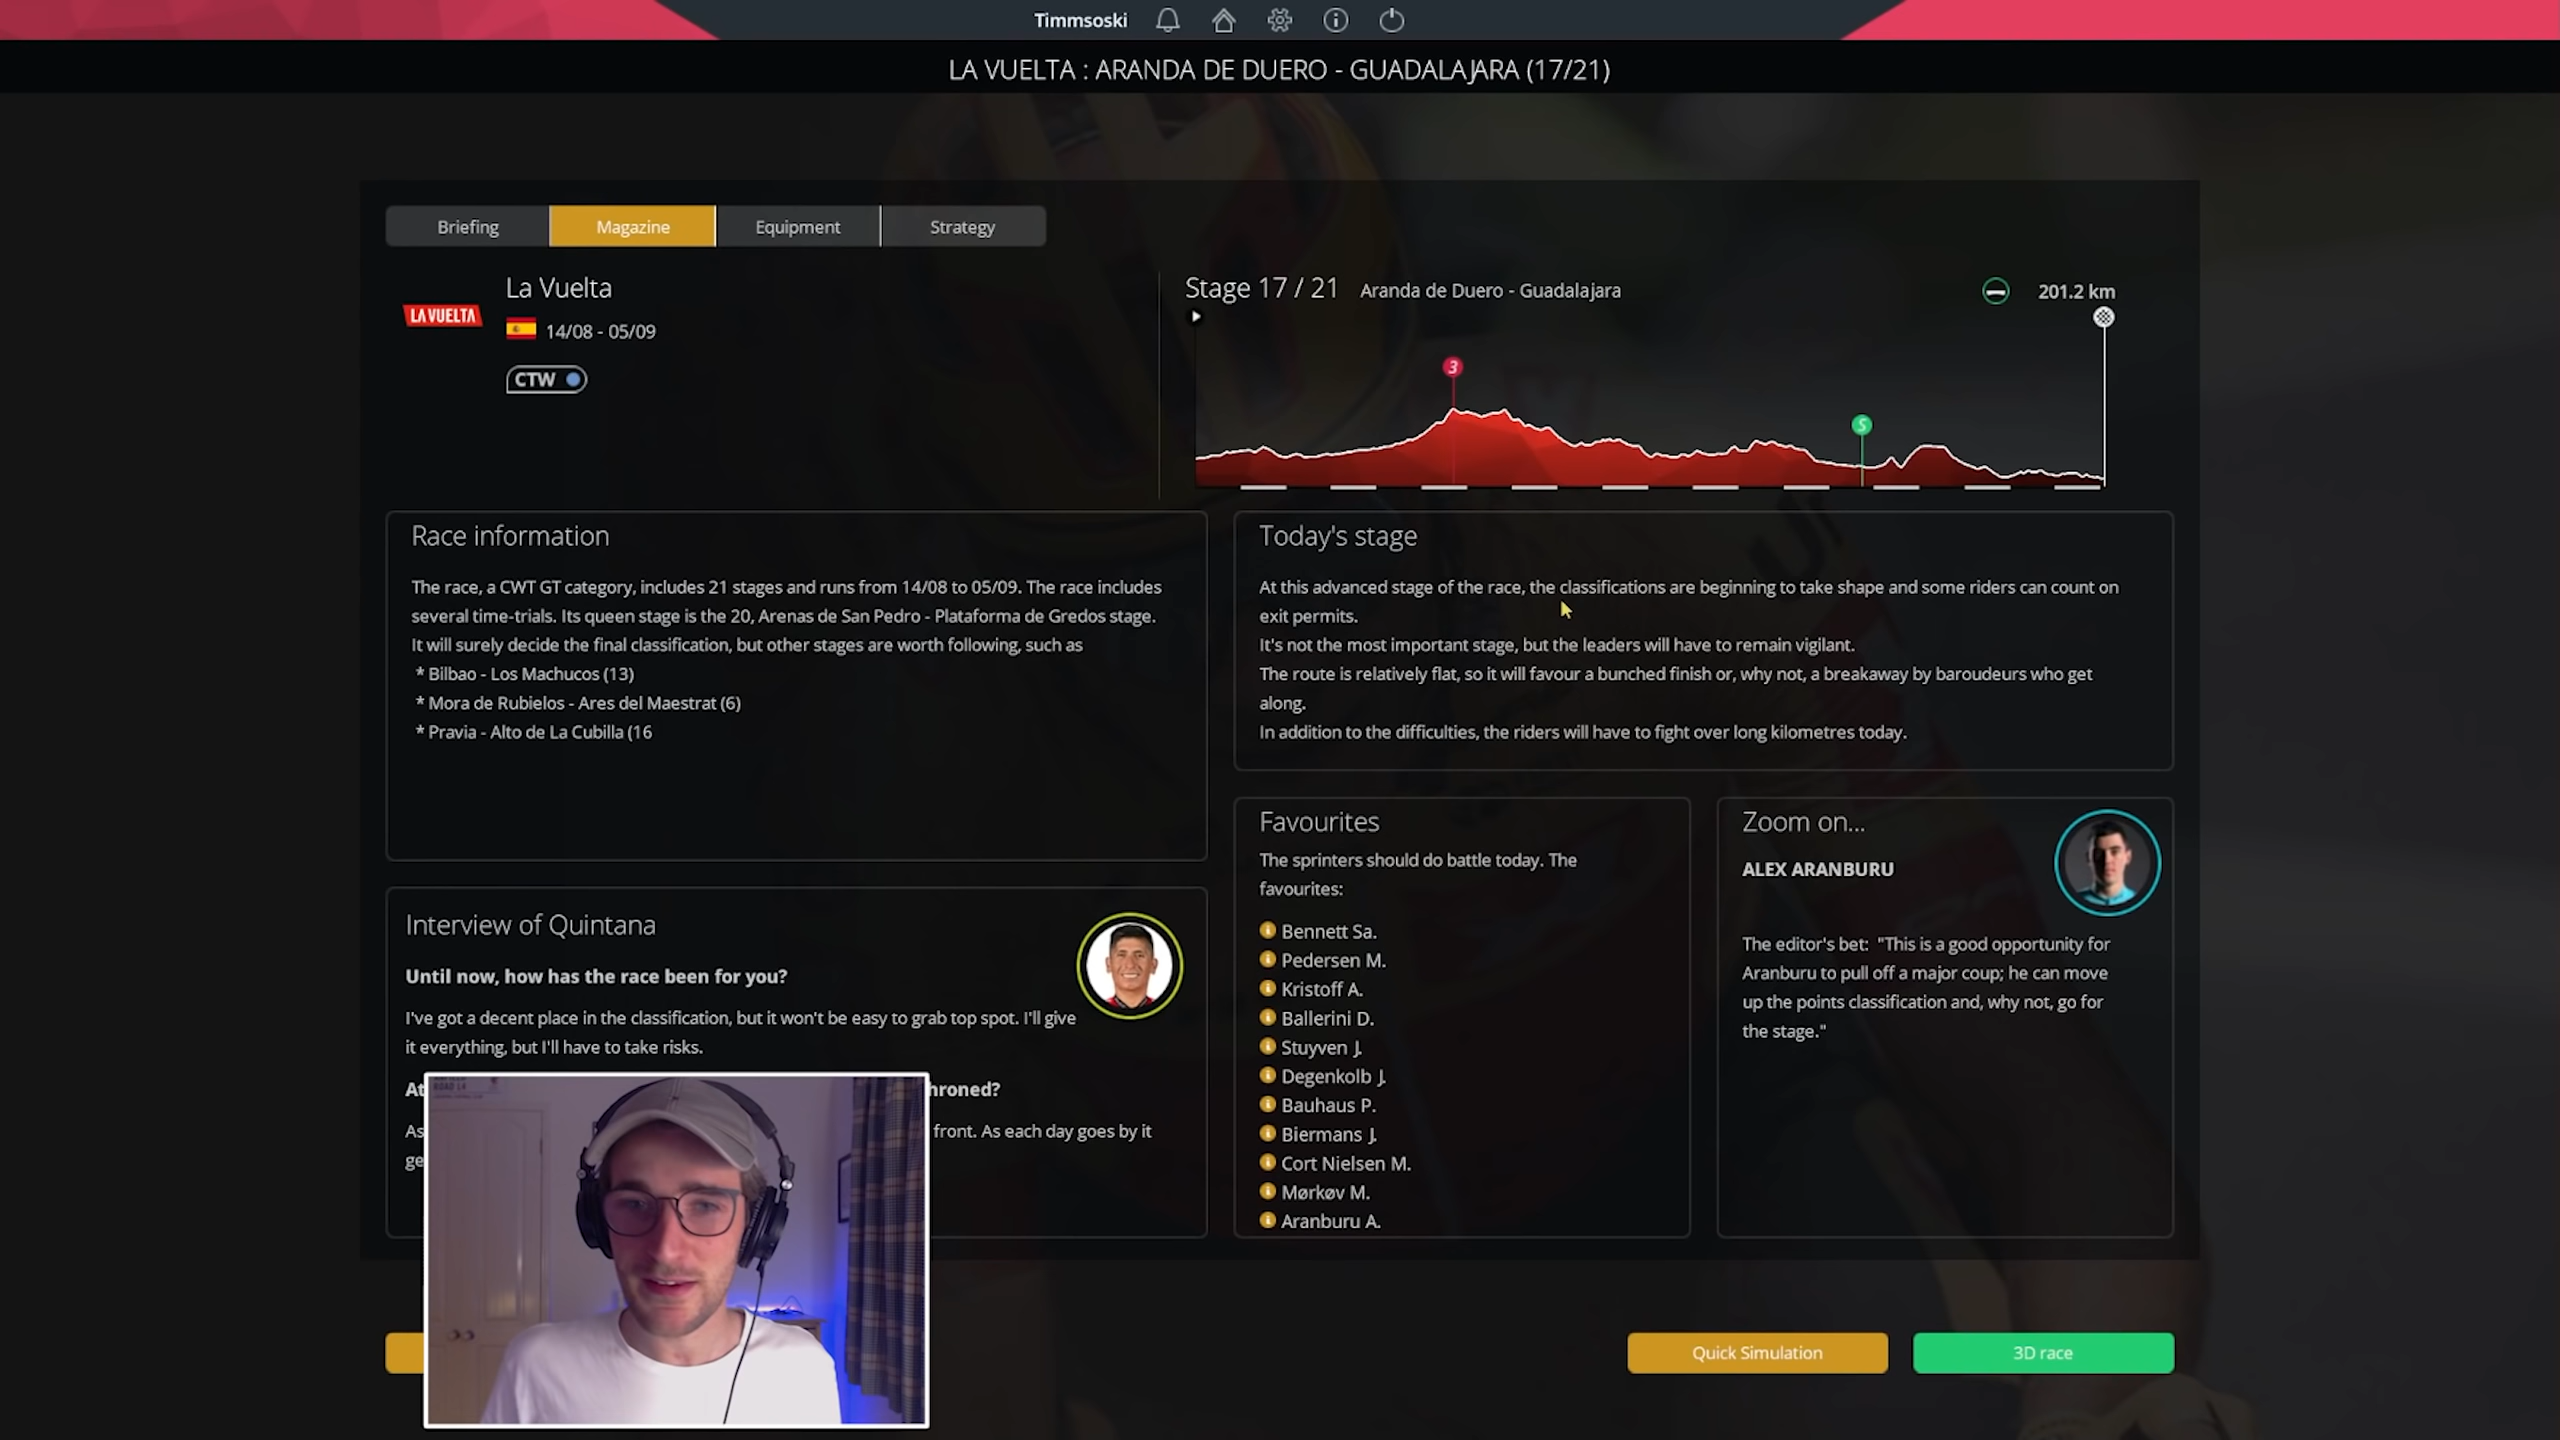 Timmsoski
LA VUELTA : ARANDA DE DUERO - GUADALAJARA (17/21)
Briefing
Magazine
Equipment
Strategy
LA VUELTA
La Vuelta
14/08 - 05/09
CTW
Stage 17 / 21
Aranda de Duero - Guadalajara
201.2 km
3
S
Race information
The race, a CWT GT category, includes 21 stages and runs from 14/08 to 05/09. The race includes
several time-trials. Its queen stage is the 20, Arenas de San Pedro - Plataforma de Gredos stage.
It will surely decide the final classification, but other stages are worth following, such as
* Bilbao - Los Machucos (13)
* Mora de Rubielos - Ares del Maestrat (6)
* Pravia - Alto de La Cubilla (16
Today's stage
At this advanced stage of the race, the classifications are beginning to take shape and some riders can count on
exit permits.
It's not the most important stage, but the leaders will have to remain vigilant.
The route is relatively flat, so it will favour a bunched finish or, why not, a breakaway by baroudeurs who get
along.
In addition to the difficulties, the riders will have to fight over long kilometres today.
Interview of Quintana
Until now, how has the race been for you?
I've got a decent place in the classification, but it won't be easy to grab top spot. I'll give
it everything, but I'll have to take risks.
At hroned?
As front. As each day goes by it
ge
Favourites
The sprinters should do battle today. The
favourites:
Bennett Sa.
Pedersen M.
Kristoff A.
Ballerini D.
Stuyven J.
Degenkolb J.
Bauhaus P.
Biermans J.
Cort Nielsen M.
Mørkøv M.
Aranburu A.
Zoom on...
ALEX ARANBURU
The editor's bet: "This is a good opportunity for
Aranburu to pull off a major coup; he can move
up the points classification and, why not, go for
the stage."
Quick Simulation
3D race